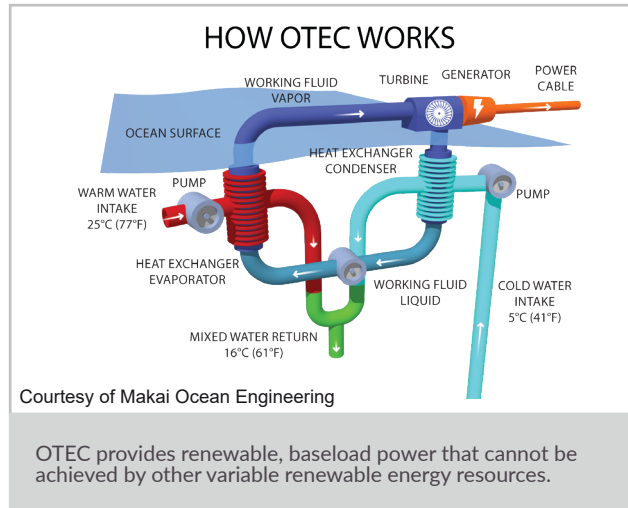 HOW OTEC WORKS
WORKING FLUID
VAPOR
TURBINE
GENERATOR
POWER
CABLE
OCEAN SURFACE
HEAT EXCHANGER
CONDENSER
PUMP
WARM WATER
INTAKE
25°C (77°F)
PUMP
HEAT EXCHANGER
EVAPORATOR
WORKING FLUID
LIQUID
COLD WATER
INTAKE
5°C (41°F)
MIXED WATER RETURN
16°C (61°F)
Courtesy of Makai Ocean Engineering
OTEC provides renewable, baseload power that cannot be
achieved by other variable renewable energy resources.